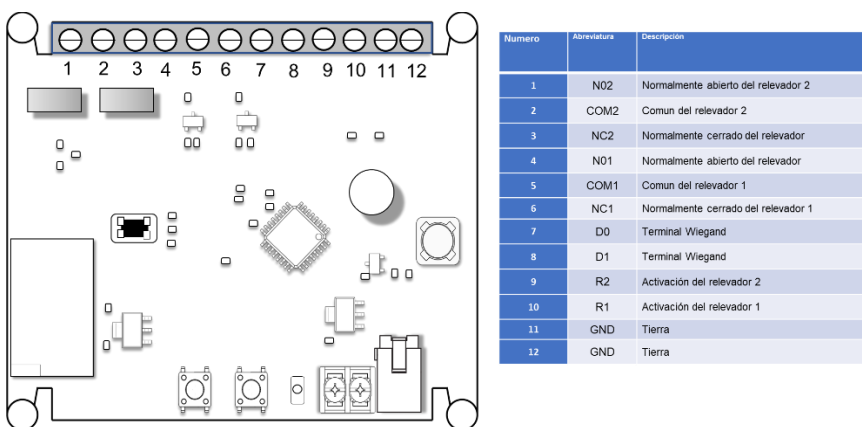 1 2 3 4 5 6 7 8 9 10 11 12
Numero Abreviatura Descripción
1 N02 Normalmente abierto del relevador 2
2 COM2 Comun del relevador 2
3 NC2 Normalmente cerrado del relevador
4 N01 Normalmente abierto del relevador
5 COM1 Comun del relevador 1
6 NC1 Normalmente cerrado del relevador 1
7 D0 Terminal Wiegand
8 D1 Terminal Wiegand
9 R2 Activación del relevador 2
10 R1 Activación del relevador 1
11 GND Tierra
12 GND Tierra